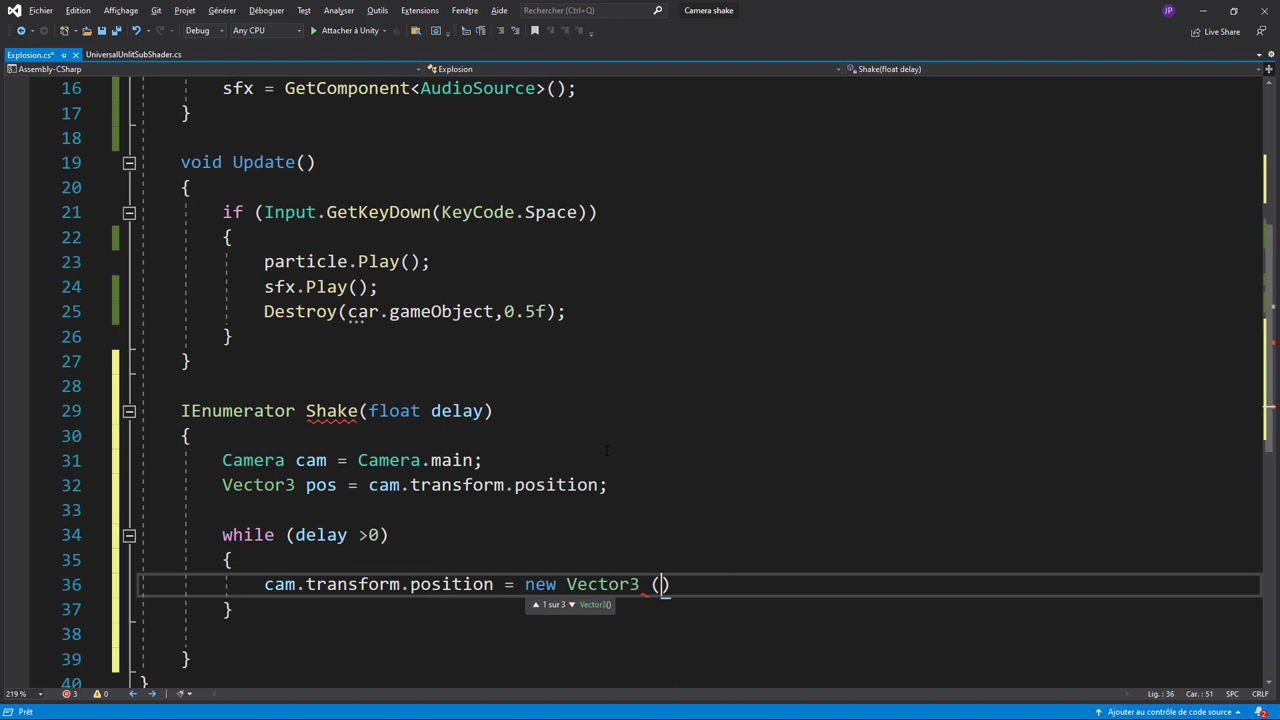 Fichier Edition Affichage Git Projet Générer Déboguer Test Analyser Outils Extensions Fenêtre Aide Rechercher (Ctrl+Q) Camera shake JP
Debug Any CPU Attacher à Unity Live Share
Explosion.cs* UniversalUnlitSubShader.cs
Assembly-CSharp Explosion Shake(float delay)
16 sfx = GetComponent<AudioSource>();
17 }
18
19 void Update()
20 {
21 if (Input.GetKeyDown(KeyCode.Space))
22 {
23 particle.Play();
24 sfx.Play();
25 Destroy(car.gameObject,0.5f);
26 }
27 }
28
29 IEnumerator Shake(float delay)
30 {
31 Camera cam = Camera.main;
32 Vector3 pos = cam.transform.position;
33
34 while (delay >0)
35 {
36 cam.transform.position = new Vector3 ()
37 }
1 sur 3 Vector3()
38
39 }
40 }
219 % 3 0 Lig. : 36 Car. : 51 SPC CRLF
Prêt Ajouter au contrôle de code source 2